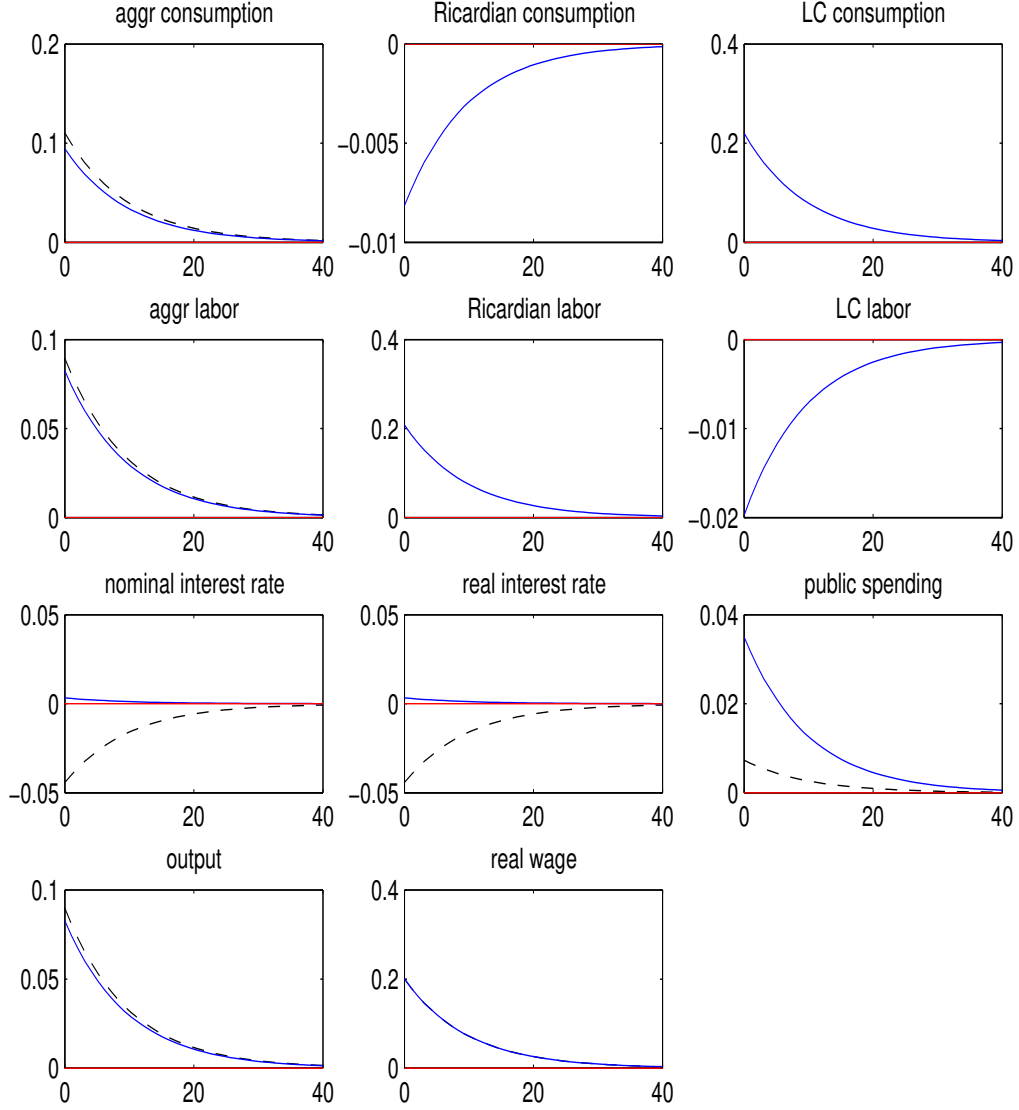 aggr consumption Ricardian consumption LC consumption
0.2 0 0.4
0.1 −0.005 0.2
0 −0.01 0
0 20 40 0 20 40 0 20 40
aggr labor Ricardian labor LC labor
0.1 0.4 0
0.05 0.2 −0.01
0 0 −0.02
0 20 40 0 20 40 0 20 40
nominal interest rate real interest rate public spending
0.05 0.05 0.04
0 0 0.02
−0.05 −0.05 0
0 20 40 0 20 40 0 20 40
output real wage
0.1 0.4
0.05 0.2
0 0
0 20 40 0 20 40